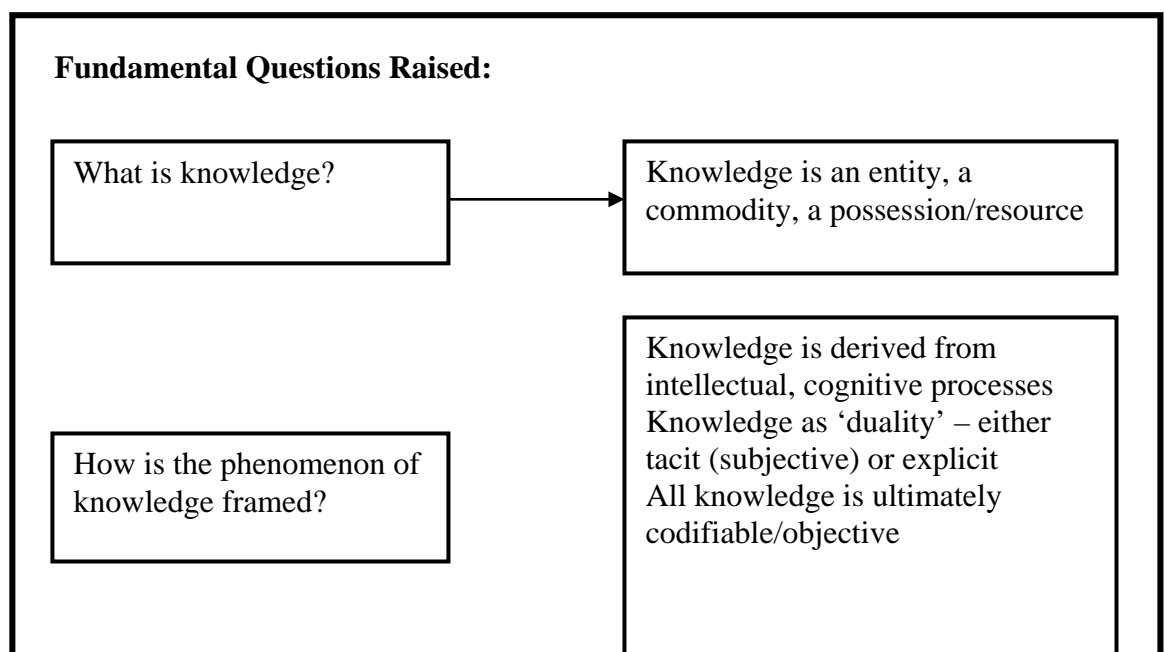 Fundamental Questions Raised:
What is knowledge?
Knowledge is an entity, a
commodity, a possession/resource
How is the phenomenon of
knowledge framed?
Knowledge is derived from
intellectual, cognitive processes
Knowledge as ‘duality’ – either
tacit (subjective) or explicit
All knowledge is ultimately
codifiable/objective